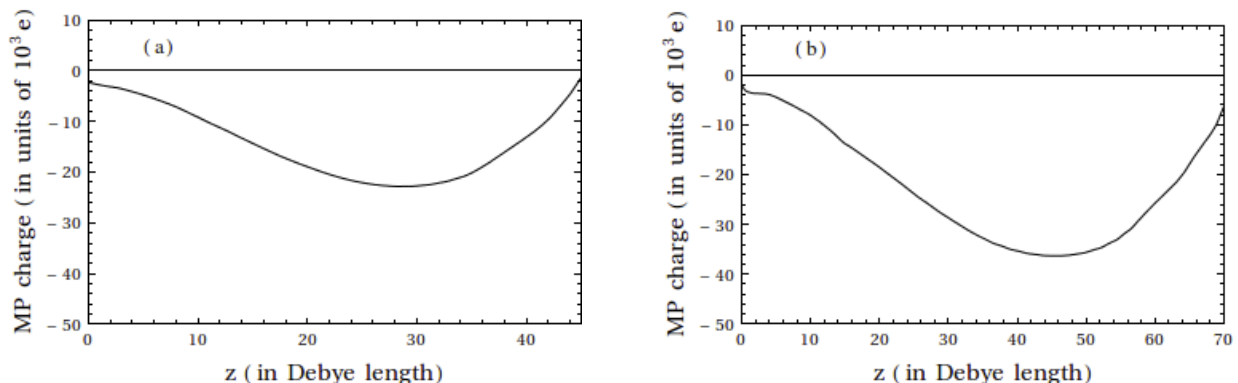 MP charge ( in units of 10³ e)
(a)
10
0
− 10
− 20
− 30
− 40
− 50
0 10 20 30 40
z ( in Debye length)
MP charge ( in units of 10³ e)
(b)
10
0
− 10
− 20
− 30
− 40
− 50
0 10 20 30 40 50 60 70
z ( in Debye length)